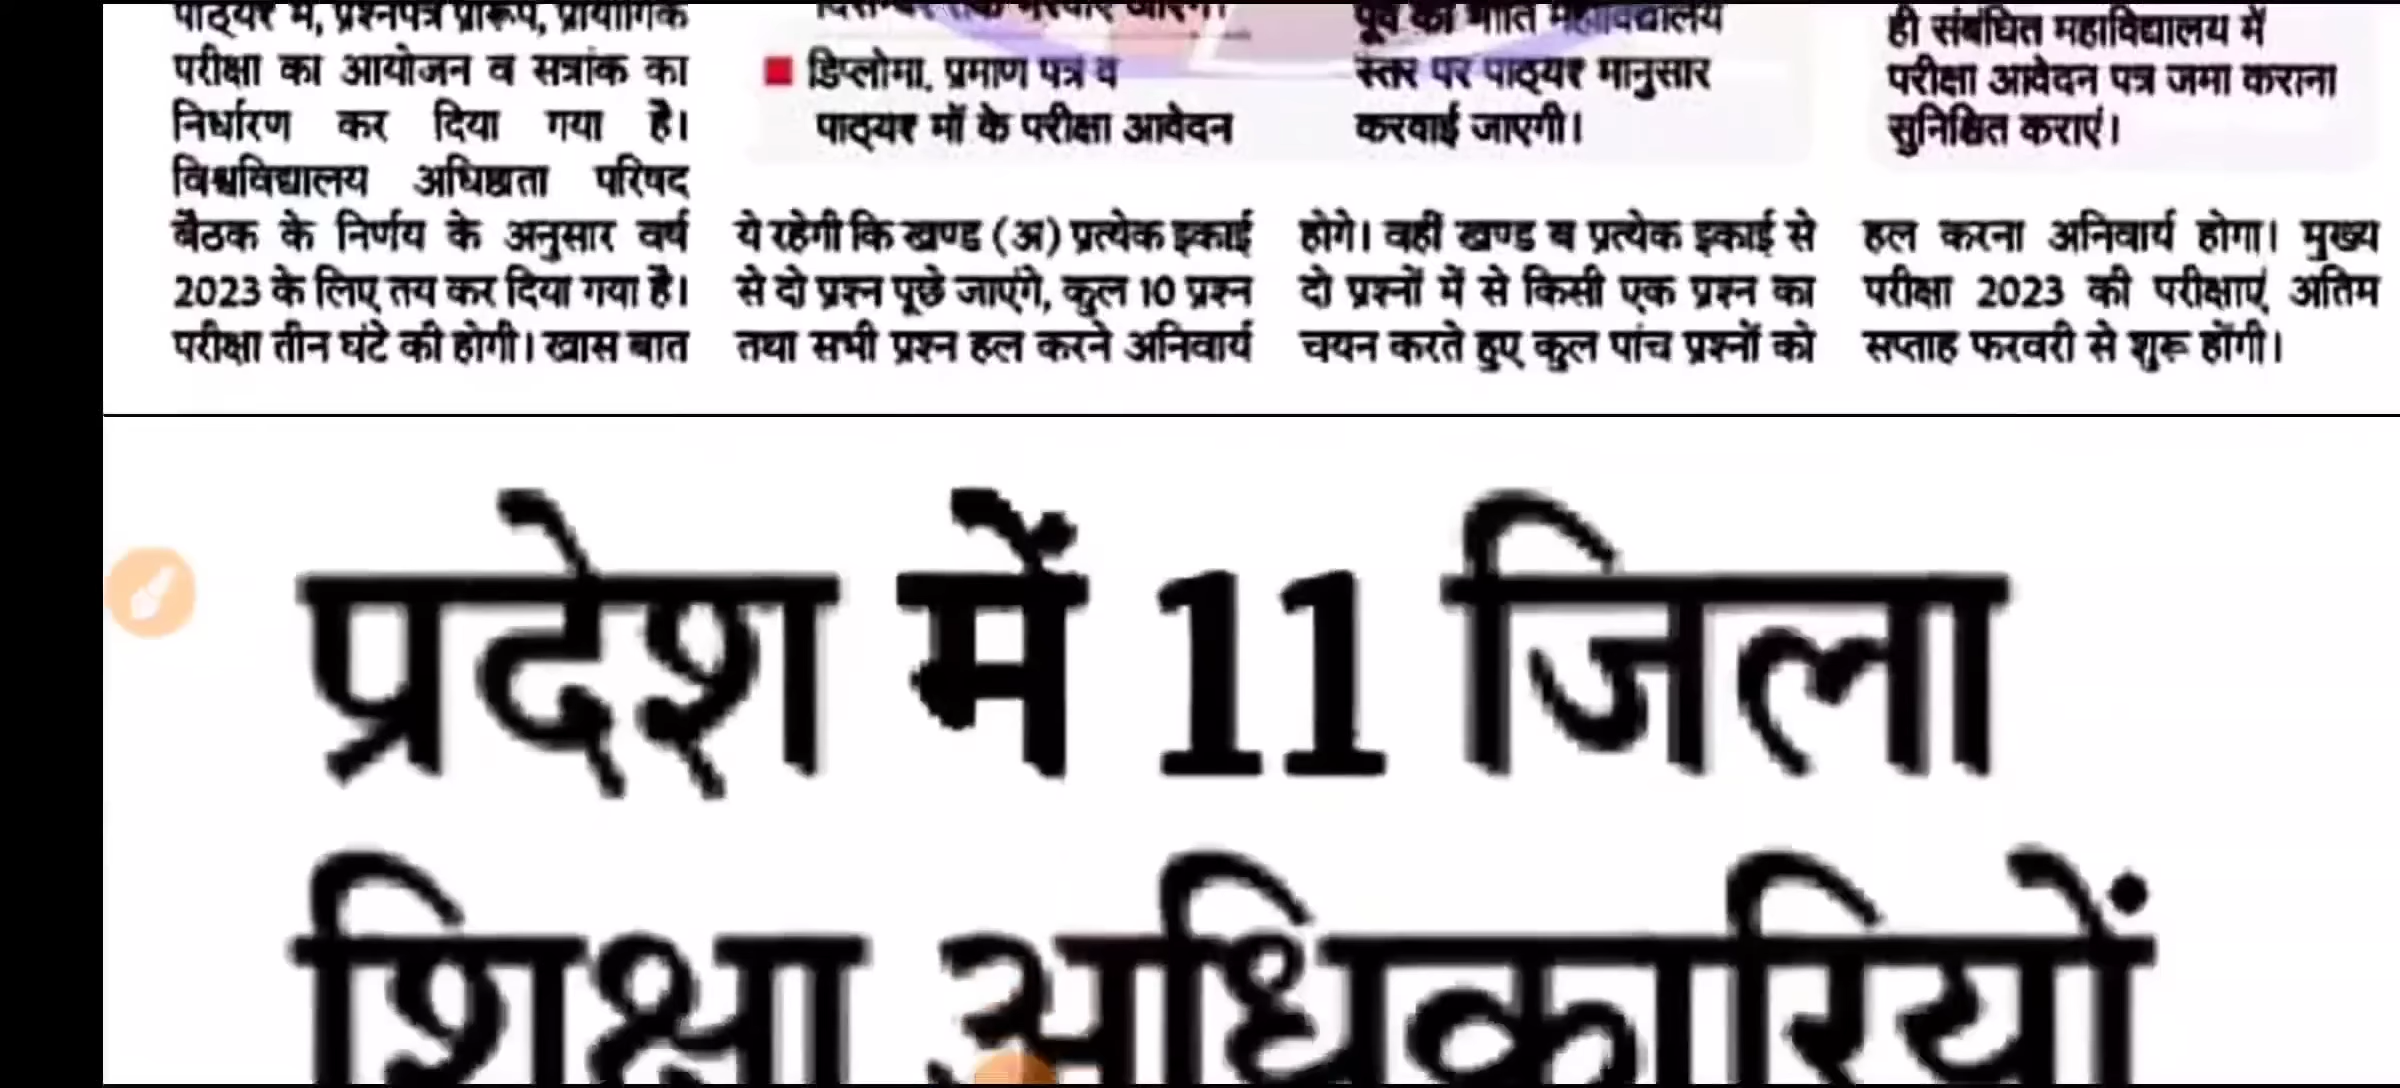 पाठ्यक्रम, प्रश्नपत्र प्रारूप, प्रायोगिक
परीक्षा का आयोजन व सत्रांक का
निर्धारण कर दिया गया है।
विश्वविद्यालय अधिष्ठाता परिषद
बैठक के निर्णय के अनुसार वर्ष
2023 के लिए तय कर दिया गया है।
परीक्षा तीन घंटे की होगी। खास बात
डिप्लोमा, प्रमाण पत्र व
के परीक्षा आवेदन
ये रहेगी कि खण्ड (अ) प्रत्येक इकाई
से दो प्रश्न पूछे जाएंगे, कुल 10 प्रश्न
तथा सभी प्रश्न हल करने अनिवार्य
पूर्व की भांति महाविद्यालय
स्तर पर
करवाई जाएगी।
होगे। वहीं खण्ड ब प्रत्येक इकाई से
दो प्रश्नों में से किसी एक प्रश्न का
चयन करते हुए कुल पांच प्रश्नों को
ही संबंधित महाविद्यालय में
परीक्षा आवेदन पत्र जमा कराना
सुनिश्चित कराएं।
हल करना अनिवार्य होगा। मुख्य
परीक्षा 2023 की परीक्षाएं अंतिम
सप्ताह फरवरी से शुरू होंगी।
प्रदेश में 11 जिला
शिक्षा अधिकारियों